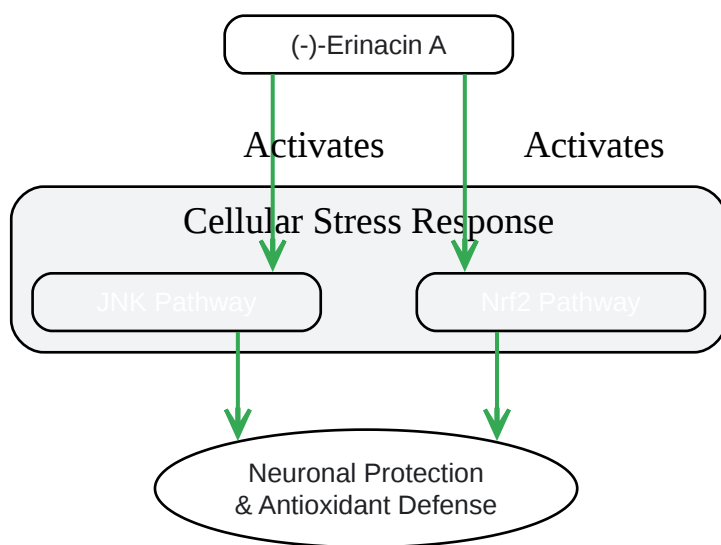 (-)-Erinacin A
Activates
Activates
Cellular Stress Response
JNK Pathway
Nrf2 Pathway
Neuronal Protection
& Antioxidant Defense